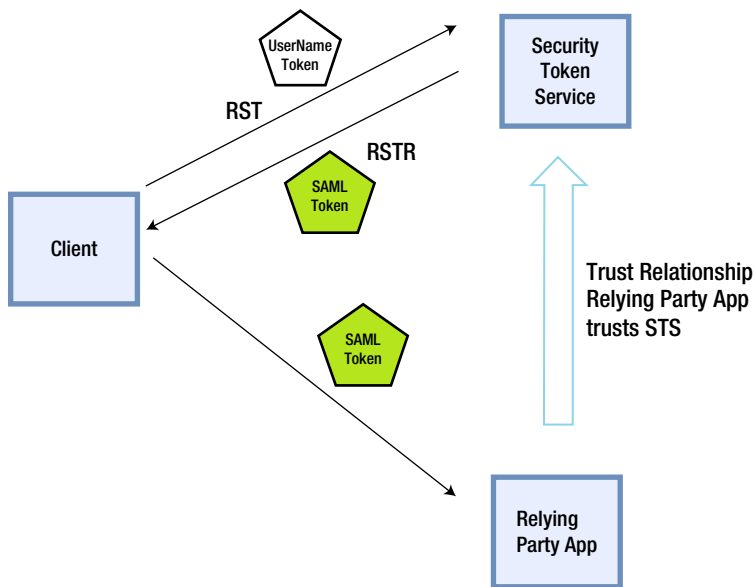 UserName
Token
Security
Token
Service
RST
RSTR
SAML
Token
Client
Trust Relationship
Relying Party App
trusts STS
SAML
Token
Relying
Party App